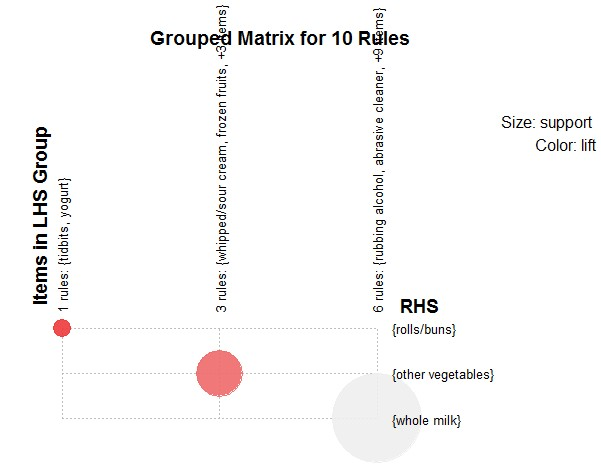 Grouped Matrix for 10 Rules
Size: support
Color: lift
Items in LHS Group
1 rules: {tidbits, yogurt}
3 rules: {whipped/sour cream, frozen fruits, +3 items}
6 rules: {rubbing alcohol, abrasive cleaner, +9 items}
RHS
{rolls/buns}
{other vegetables}
{whole milk}